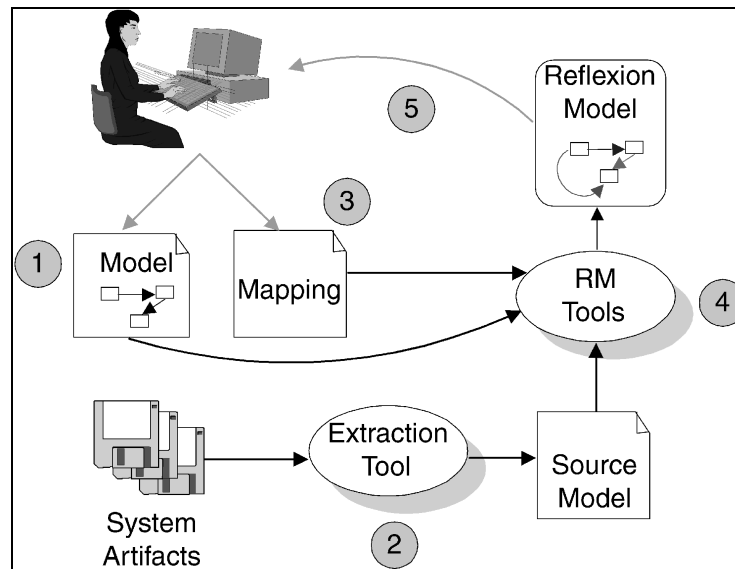 Reflexion
Model
5
3
1
Model
Mapping
RM
Tools
4
Extraction
Tool
Source
Model
System
Artifacts
2